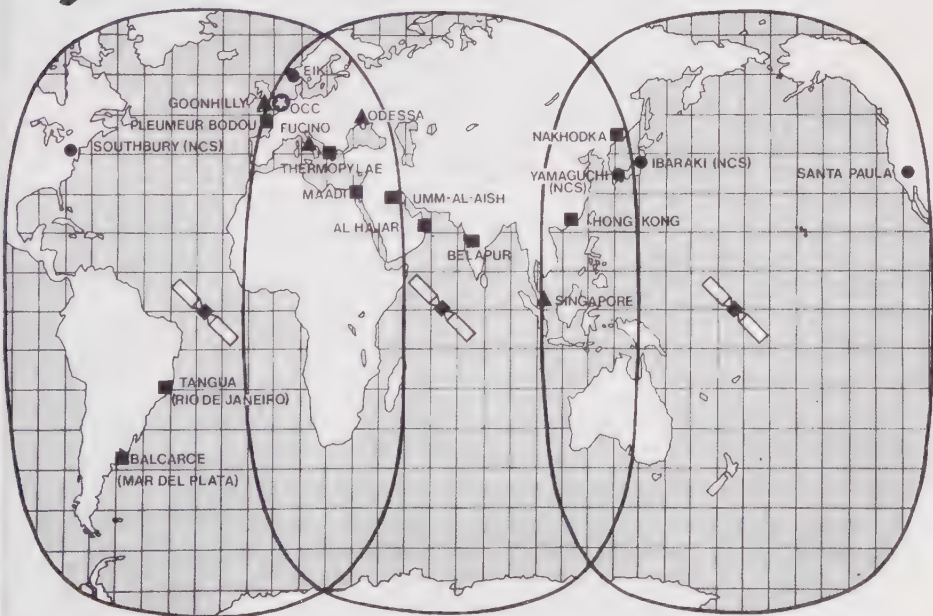 EIK
GOONHILLY
OCC
PLEUMEUR BODOU
ODESSA
FUCINO
SOUTHBURY (NCS)
THERMOPYLAE
MAADI
UMM-AL-AISH
AL HAJAR
BELAPUR
NAKHODKA
IBARAKI (NCS)
YAMAGUCHI
(NCS)
SANTA PAULA
HONG KONG
SINGAPORE
TANGUA
(RIO DE JANEIRO)
BALCARCE
(MAR DEL PLATA)